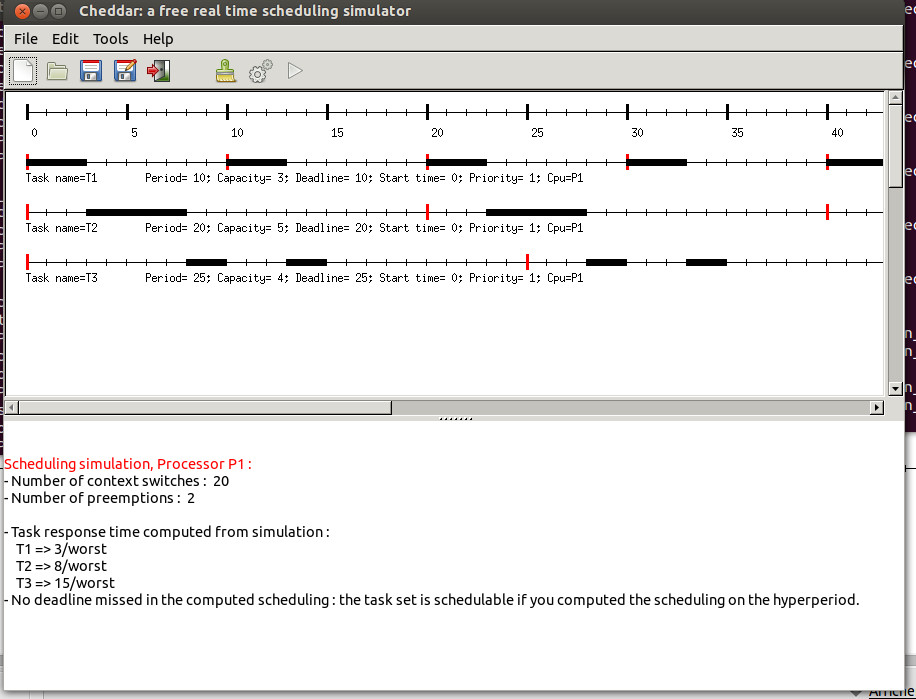 Cheddar: a free real time scheduling simulator
File Edit Tools Help
0 5 10 15 20 25 30 35 40
Task name=T1 Period= 10; Capacity= 3; Deadline= 10; Start time= 0; Priority= 1; Cpu=P1
Task name=T2 Period= 20; Capacity= 5; Deadline= 20; Start time= 0; Priority= 1; Cpu=P1
Task name=T3 Period= 25; Capacity= 4; Deadline= 25; Start time= 0; Priority= 1; Cpu=P1
Scheduling simulation, Processor P1 :
- Number of context switches : 20
- Number of preemptions : 2
- Task response time computed from simulation :
T1 => 3/worst
T2 => 8/worst
T3 => 15/worst
- No deadline missed in the computed scheduling : the task set is schedulable if you computed the scheduling on the hyperperiod.